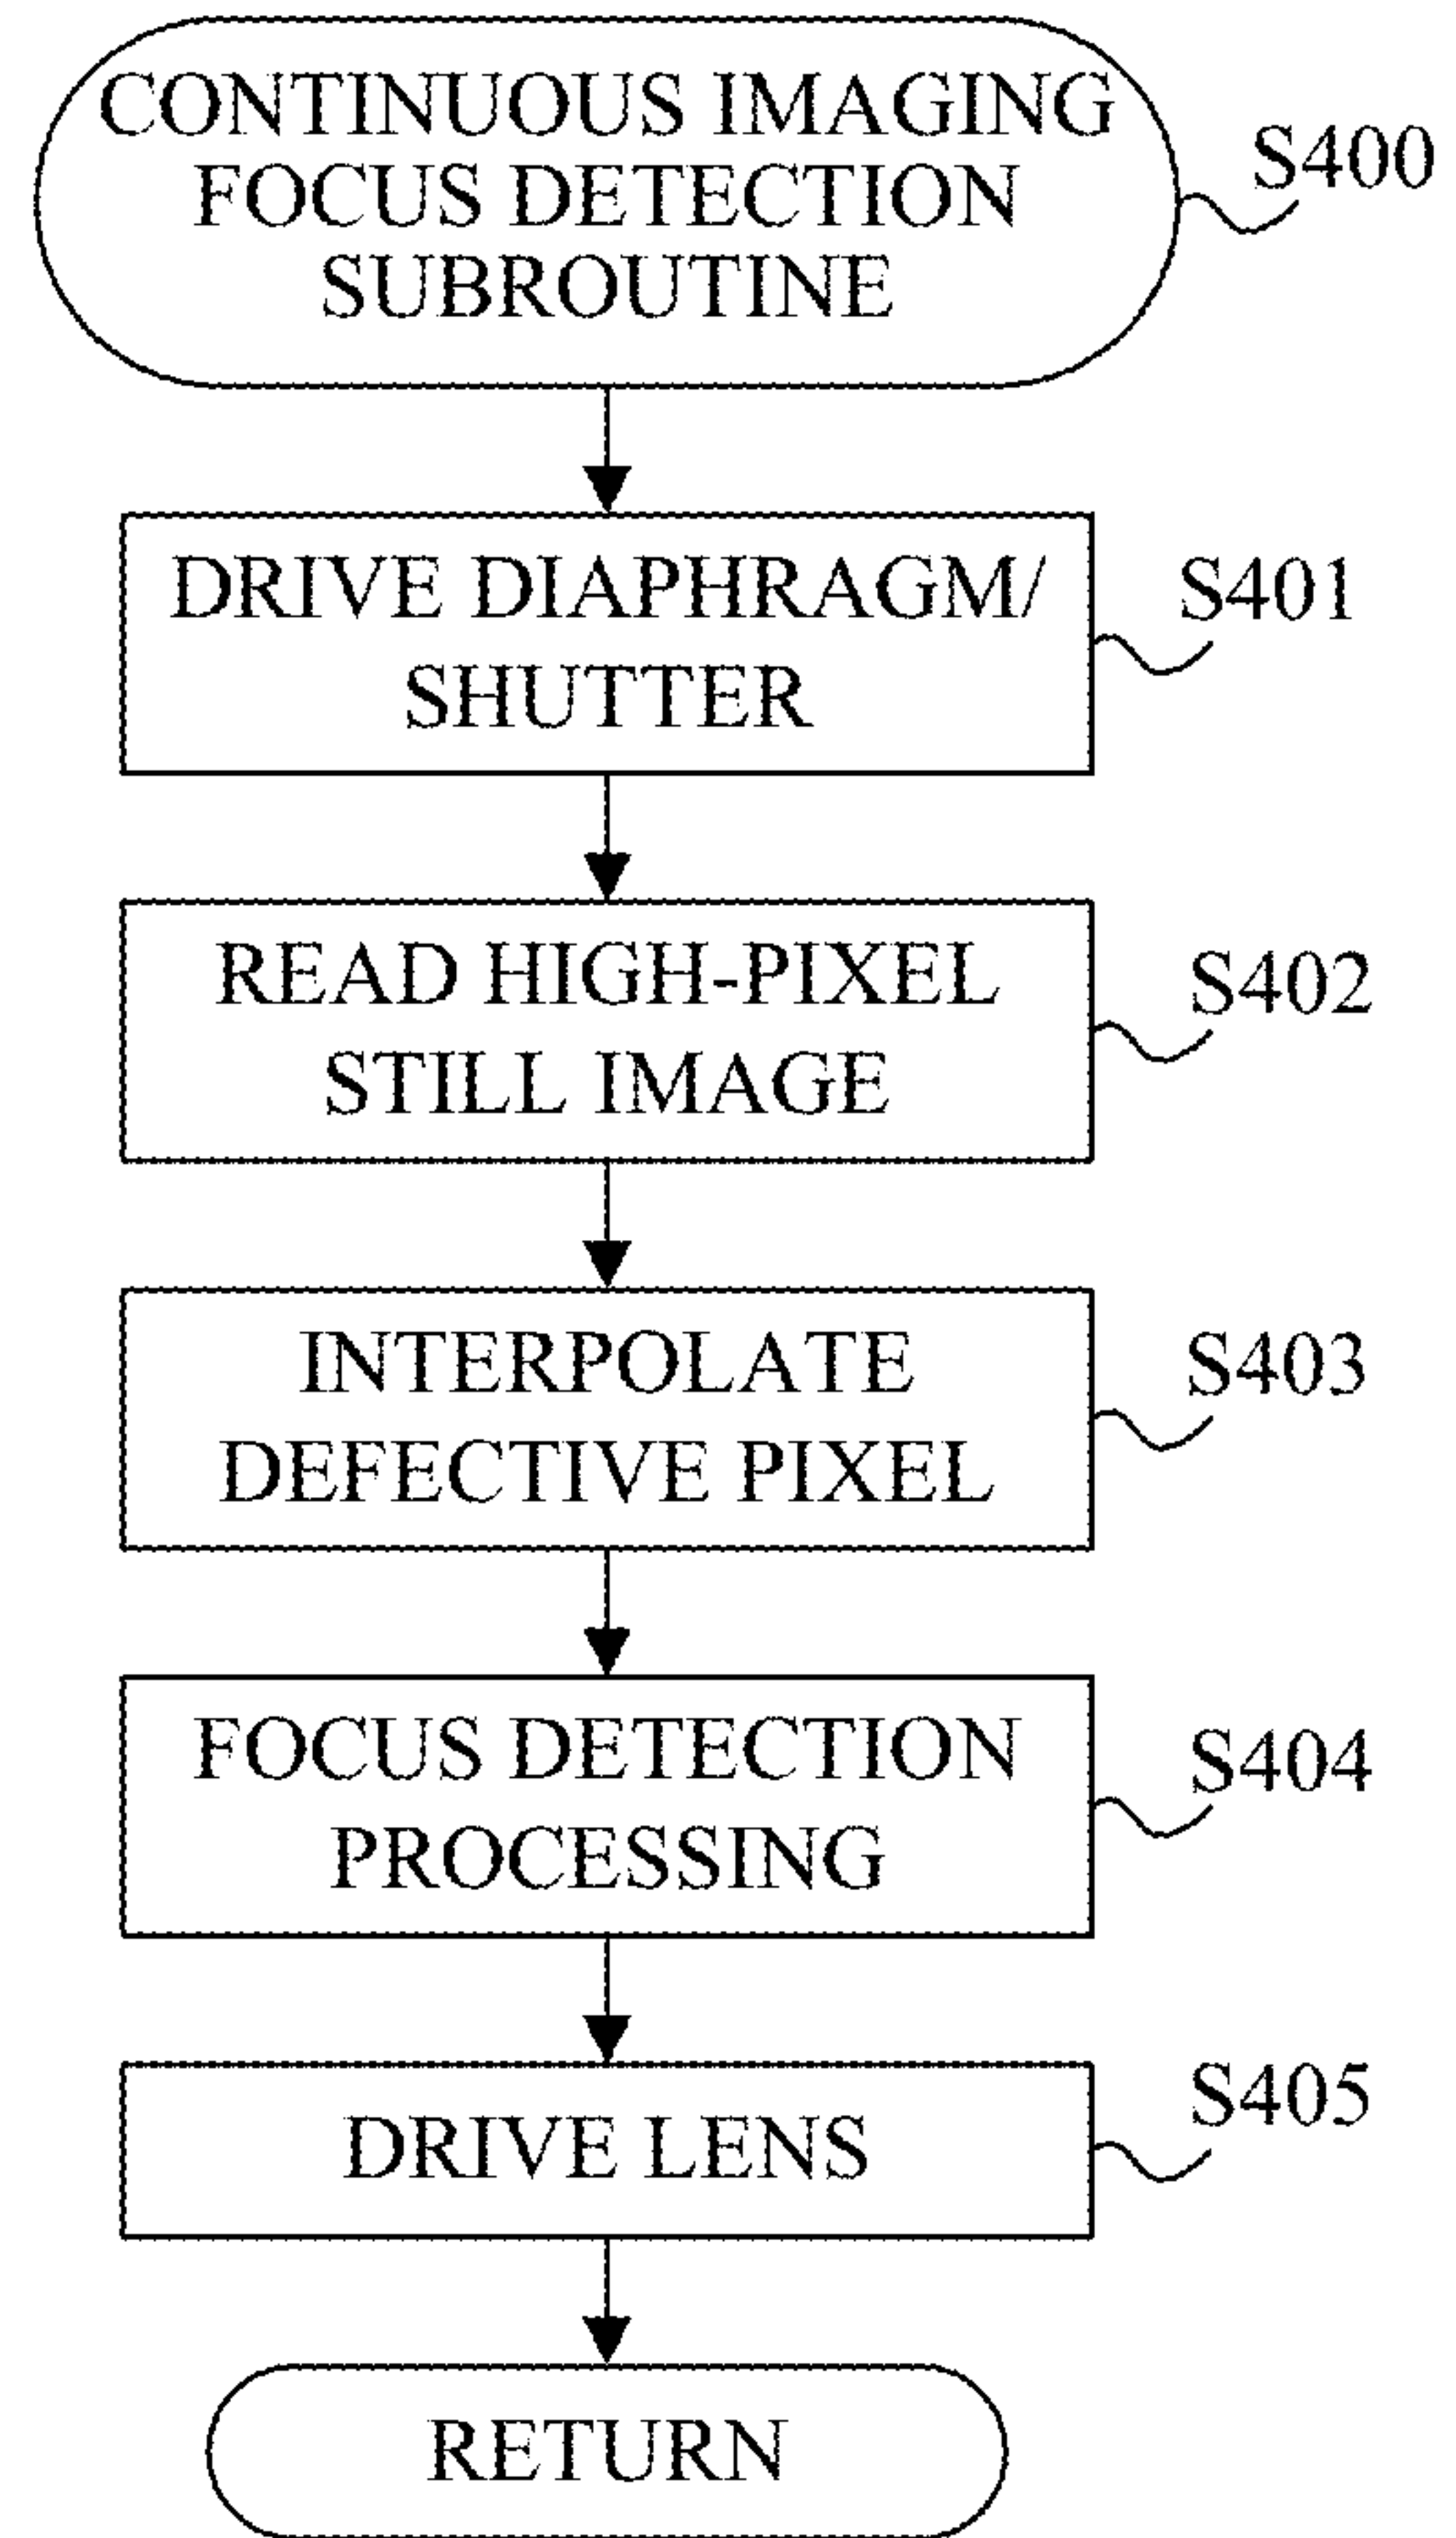 CONTINUOUS IMAGING
FOCUS DETECTION
SUBROUTINE
S400
DRIVE DIAPHRAGM/
SHUTTER
S401
READ HIGH-PIXEL
STILL IMAGE
S402
INTERPOLATE
DEFECTIVE PIXEL
S403
FOCUS DETECTION
PROCESSING
S404
DRIVE LENS
S405
RETURN